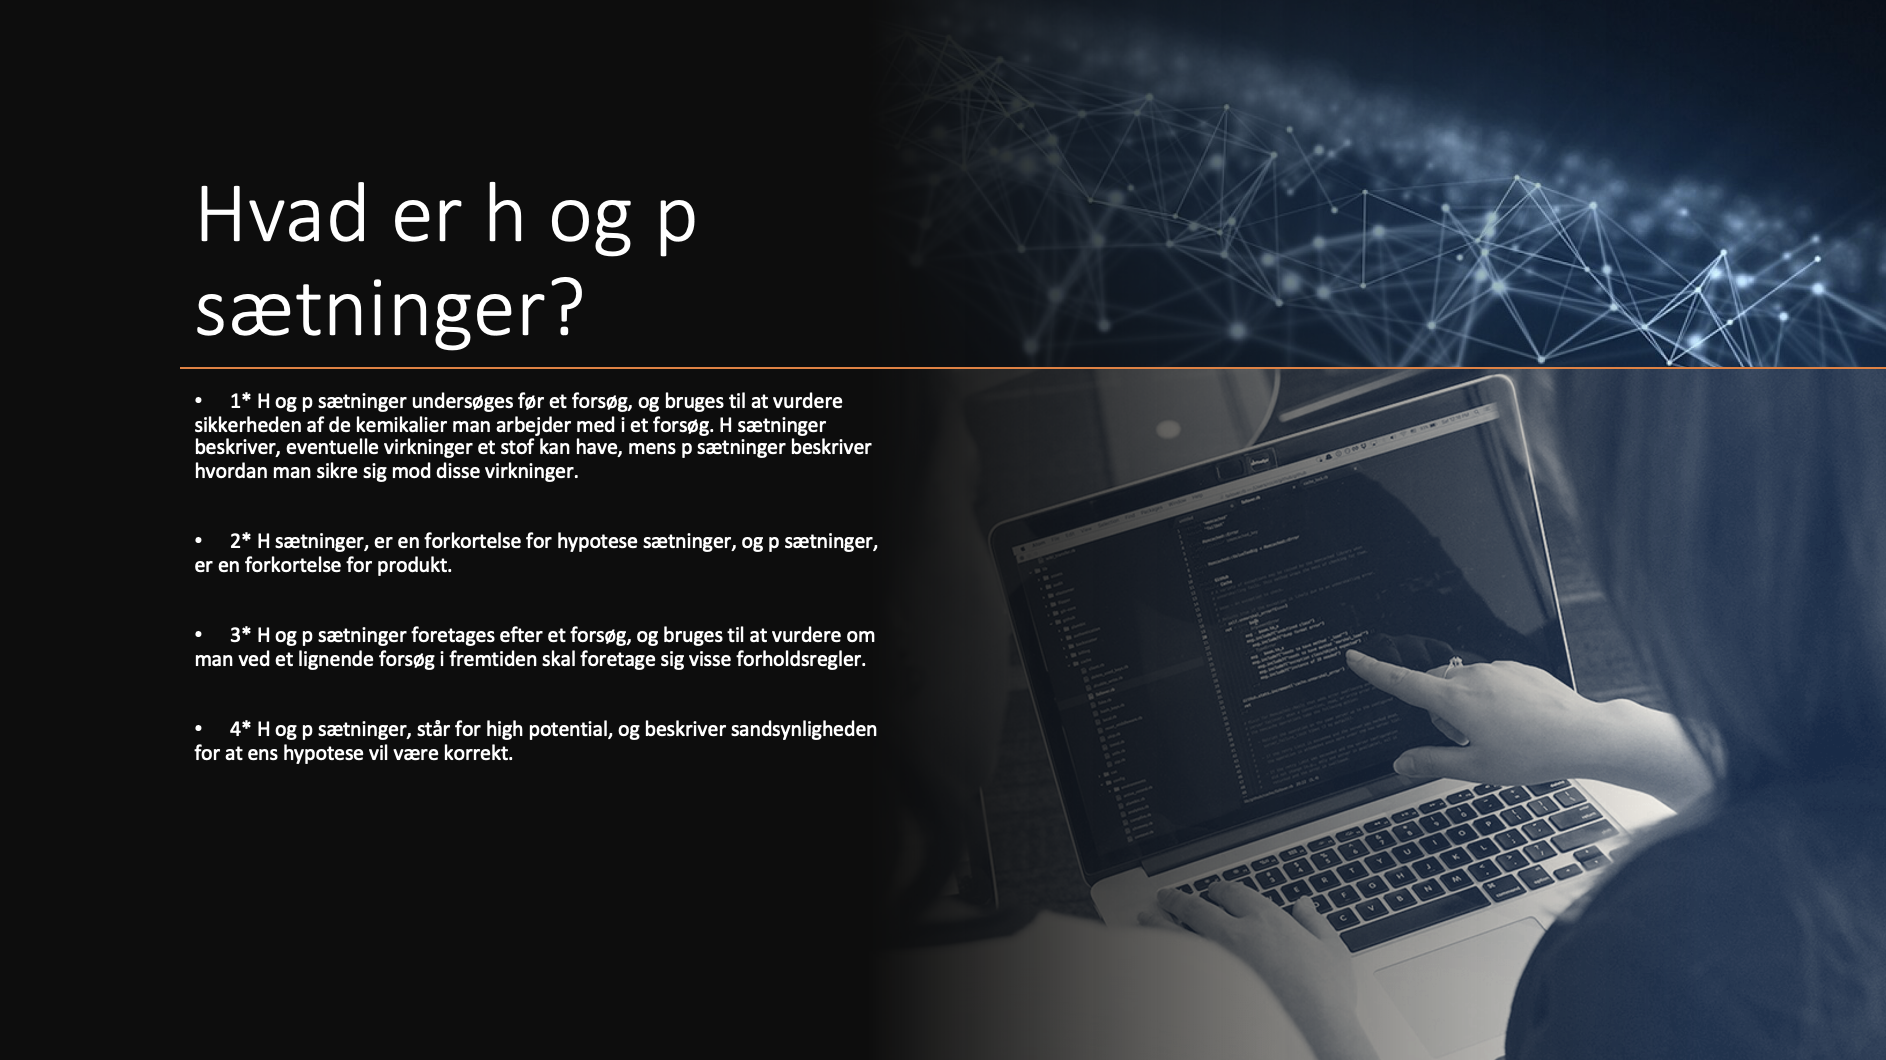 Hvad er h og p
sætninger?
• 1* H og p sætninger undersøges før et forsøg, og bruges til at vurdere
sikkerheden af de kemikalier man arbejder med i et forsøg. H sætninger
beskriver, eventuelle virkninger et stof kan have, mens p sætninger beskriver
hvordan man sikre sig mod disse virkninger.
• 2* H sætninger, er en forkortelse for hypotese sætninger, og p sætninger,
er en forkortelse for produkt.
• 3* H og p sætninger foretages efter et forsøg, og bruges til at vurdere om
man ved et lignende forsøg i fremtiden skal foretage sig visse forholdsregler.
• 4* H og p sætninger, står for high potential, og beskriver sandsynligheden
for at ens hypotese vil være korrekt.